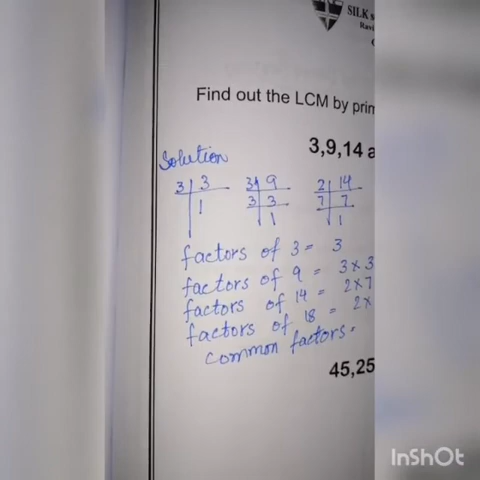 SILK
Ravi
Find out the LCM by prim
3,9,14 a
Solution
3 | 3   3 | 9   2 | 14
1   3 | 3   7 | 7
1   1
factors of 3 = 3
factors of 9 = 3 x 3
factors of 14 = 2 x 7
factors of 18 = 2 x
common factors =
45,25
InShOt